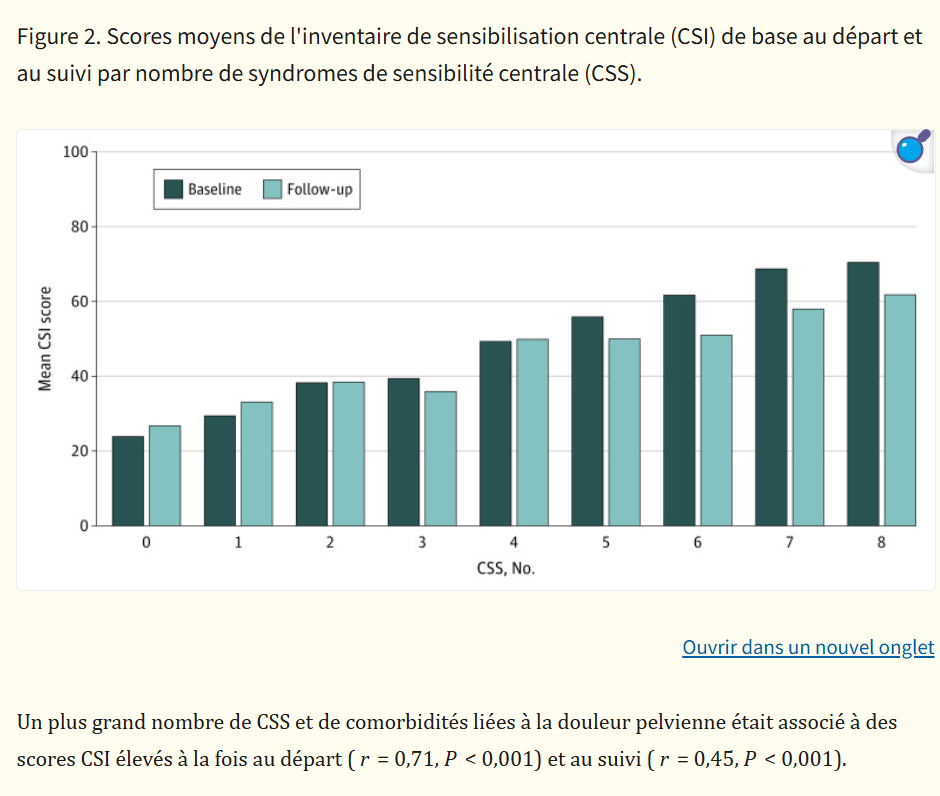 Figure 2. Scores moyens de l'inventaire de sensibilisation centrale (CSI) de base au départ et
au suivi par nombre de syndromes de sensibilité centrale (CSS).
100
Baseline
Follow-up
80
60
Mean CSI score
40
20
0
0 1 2 3 4 5 6 7 8
CSS, No.
Ouvrir dans un nouvel onglet
Un plus grand nombre de CSS et de comorbidités liées à la douleur pelvienne était associé à des
scores CSI élevés à la fois au départ ( r = 0,71, P < 0,001) et au suivi ( r = 0,45, P < 0,001).